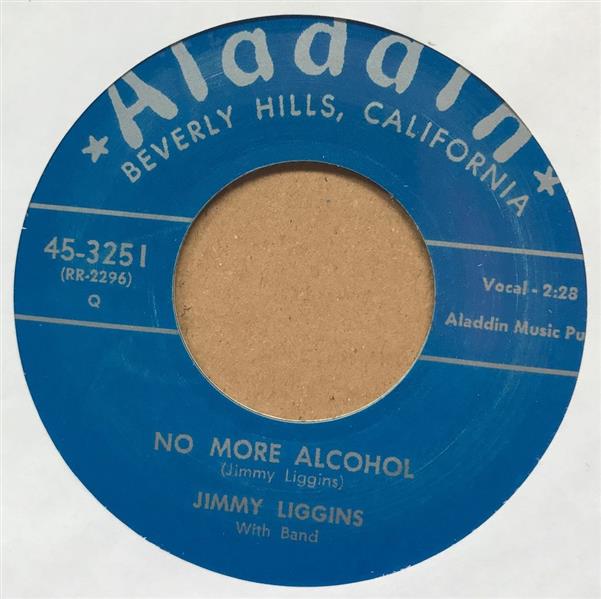 Aladdin
BEVERLY HILLS, CALIFORNIA
45-3251
(RR-2296)
Q
Vocal - 2:28
Aladdin Music
NO MORE ALCOHOL
(Jimmy Liggins)
JIMMY LIGGINS
With Band